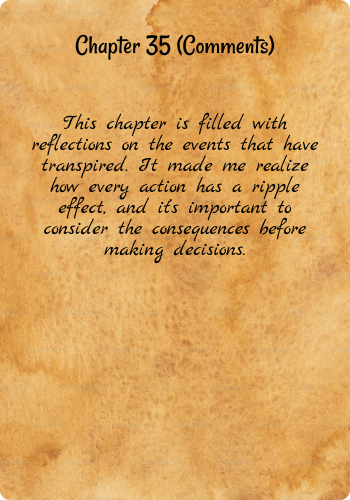 Chapter 35 (Comments)
This chapter is filled with
reflections on the events that have
transpired. It made me realize
how every action has a ripple
effect, and it's important to
consider the consequences before
making decisions.